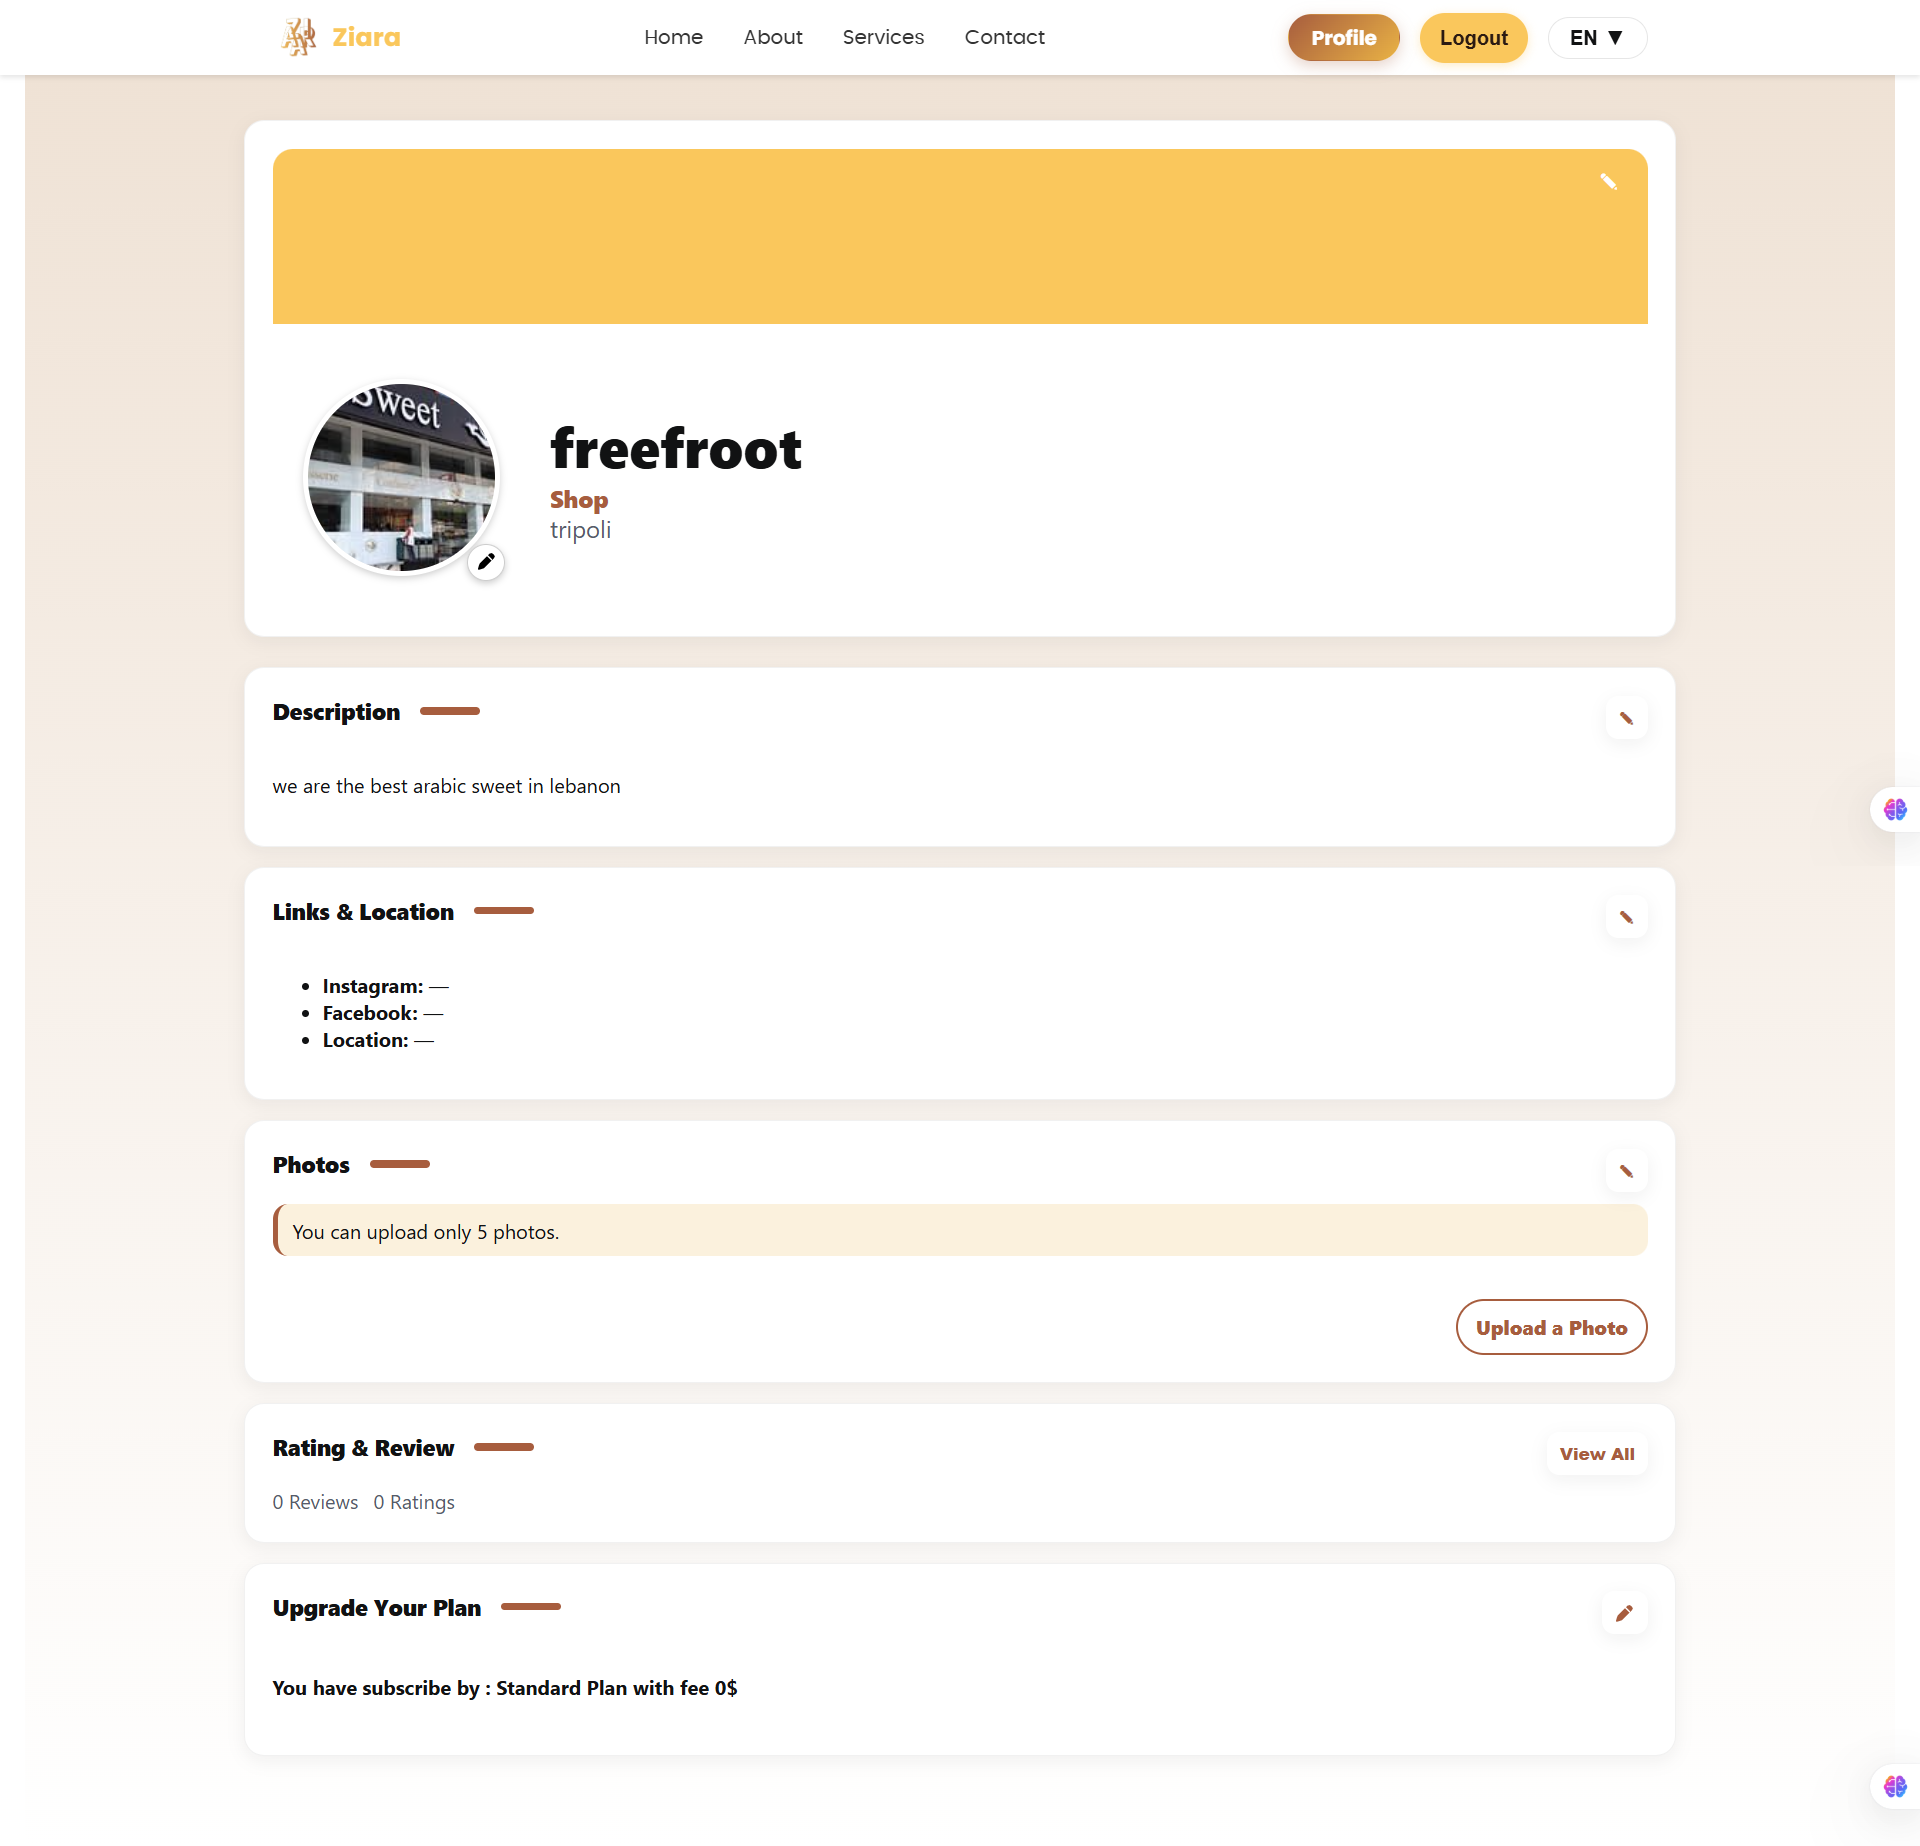 Ziara
Home
About
Services
Contact
Profile
Logout
EN ▼
Sweet
freefroot
Shop
tripoli
Description
we are the best arabic sweet in lebanon
Links & Location
• Instagram: —
• Facebook: —
• Location: —
Photos
You can upload only 5 photos.
Upload a Photo
Rating & Review
View All
0 Reviews 0 Ratings
Upgrade Your Plan
You have subscribe by : Standard Plan with fee 0$